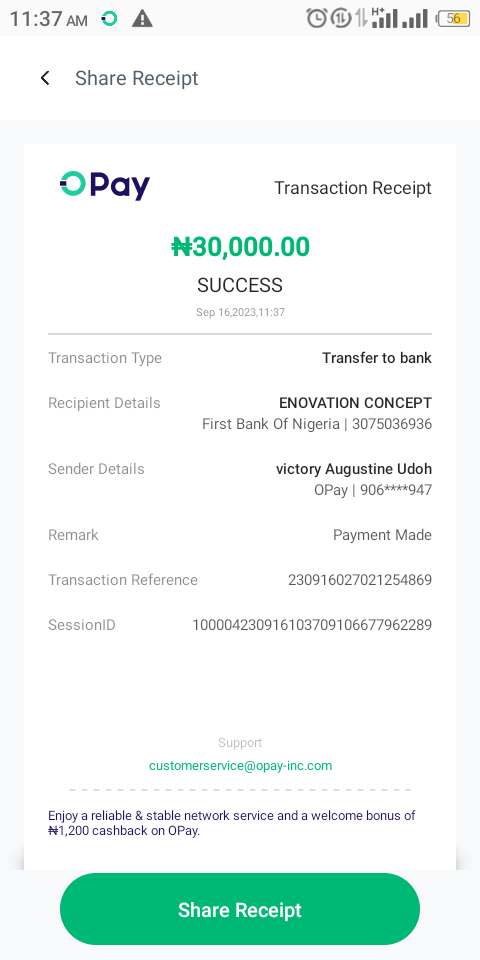 11:37 AM
H+
56
Share Receipt
OPay
Transaction Receipt
₦30,000.00
SUCCESS
Sep 16,2023,11:37
Transaction Type
Transfer to bank
Recipient Details
ENOVATION CONCEPT
First Bank Of Nigeria | 3075036936
Sender Details
victory Augustine Udoh
OPay | 906****947
Remark
Payment Made
Transaction Reference
230916027021254869
SessionID
100004230916103709106677962289
Support
customerservice@opay-inc.com
Enjoy a reliable & stable network service and a welcome bonus of
₦1,200 cashback on OPay.
Share Receipt